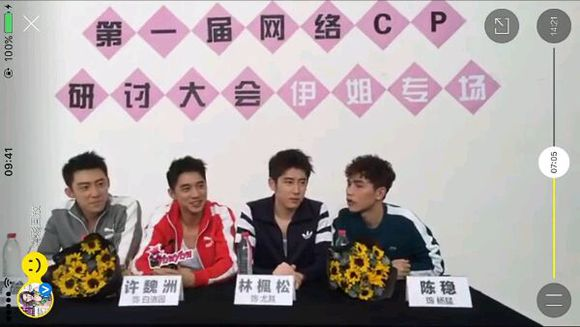 第一届网络CP
研讨大会伊姐专场
许魏洲
饰 白洛因
林枫松
饰 尤其
陈稳
饰 杨猛
100%
09:41
14:21
07:05